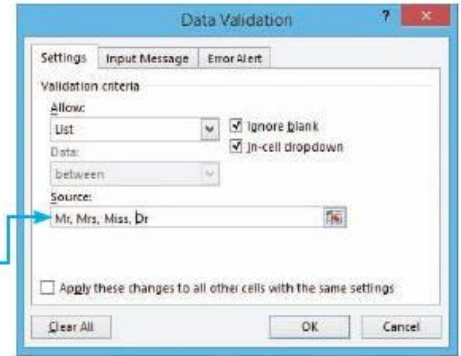 Data Validation ?
Settings Input Message Error Alert
Validation criteria
Allow:
List Ignore blank
Data: In-cell dropdown
between
Source:
Mr, Mrs, Miss, Dr
Apply these changes to all other cells with the same settings
Clear All OK Cancel